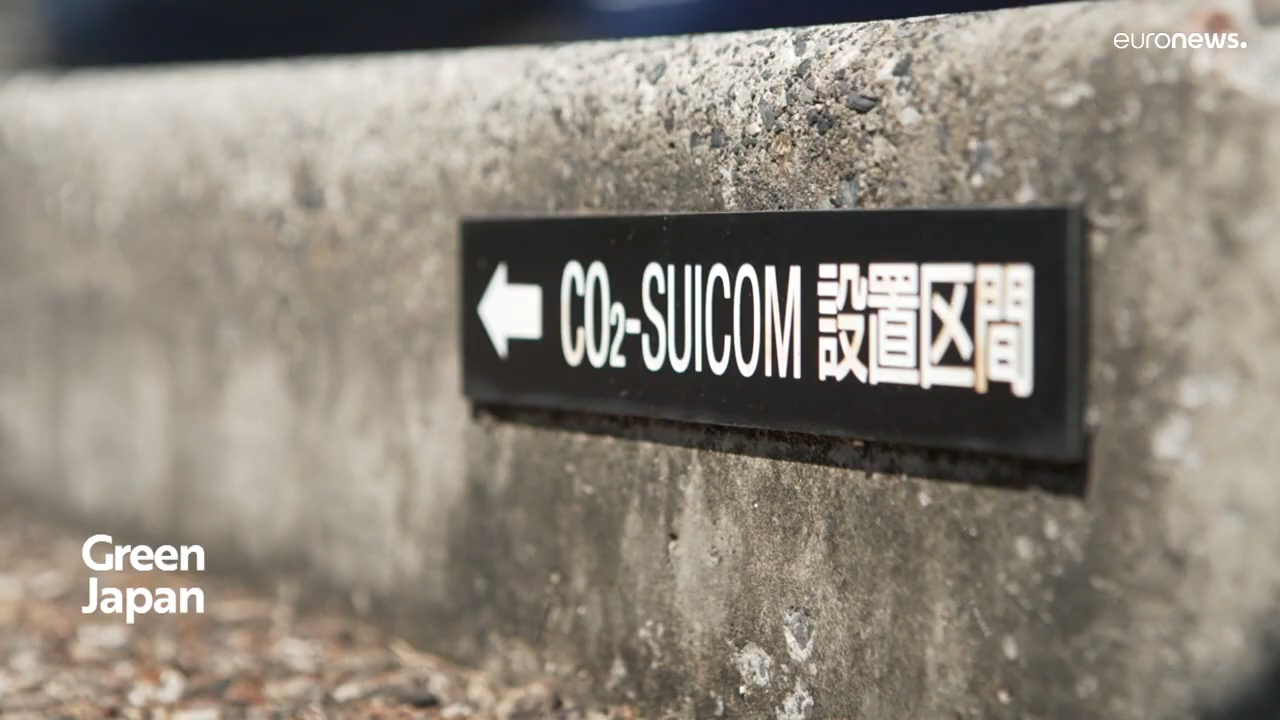 euronews.
CO₂-SUICOM 設置区間
Green
Japan